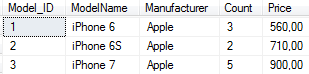 Model_ID ModelName Manufacturer Count Price
1 iPhone 6 Apple 3 560,00
2 iPhone 6S Apple 2 710,00
3 iPhone 7 Apple 5 900,00